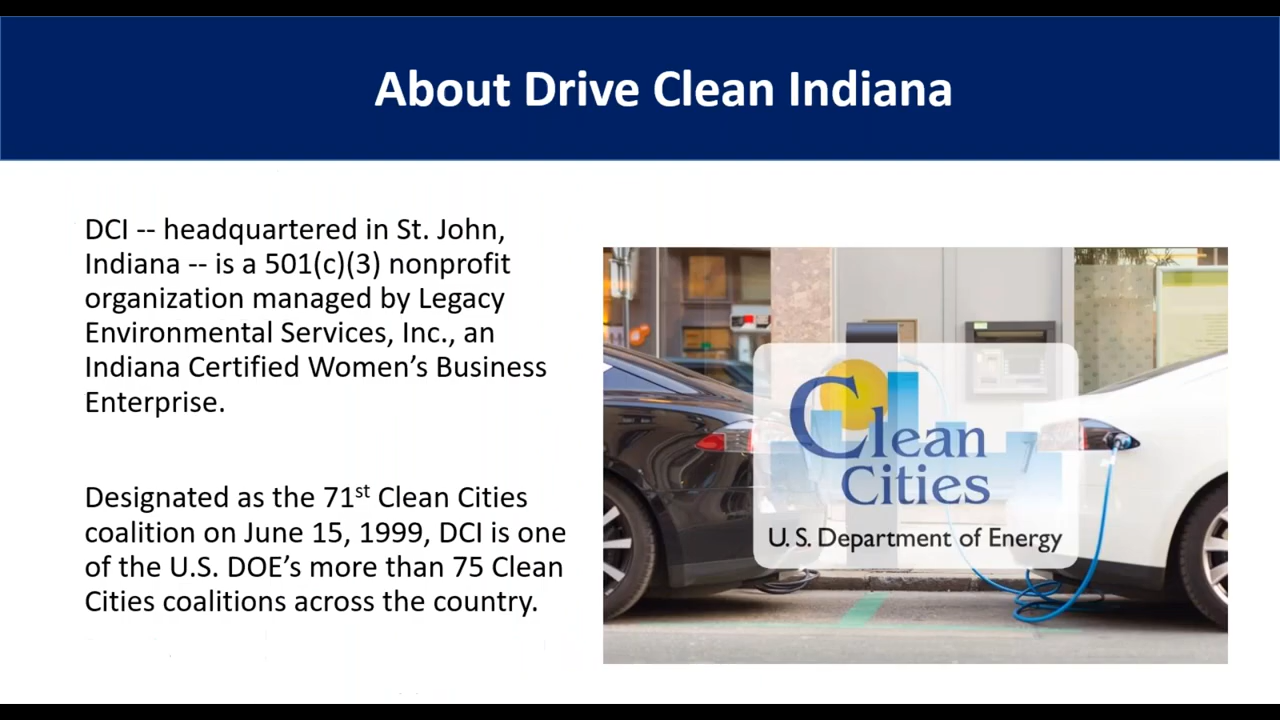 About Drive Clean Indiana
DCI -- headquartered in St. John,
Indiana -- is a 501(c)(3) nonprofit
organization managed by Legacy
Environmental Services, Inc., an
Indiana Certified Women’s Business
Enterprise.
Designated as the 71st Clean Cities
coalition on June 15, 1999, DCI is one
of the U.S. DOE’s more than 75 Clean
Cities coalitions across the country.
Clean
Cities
U. S. Department of Energy